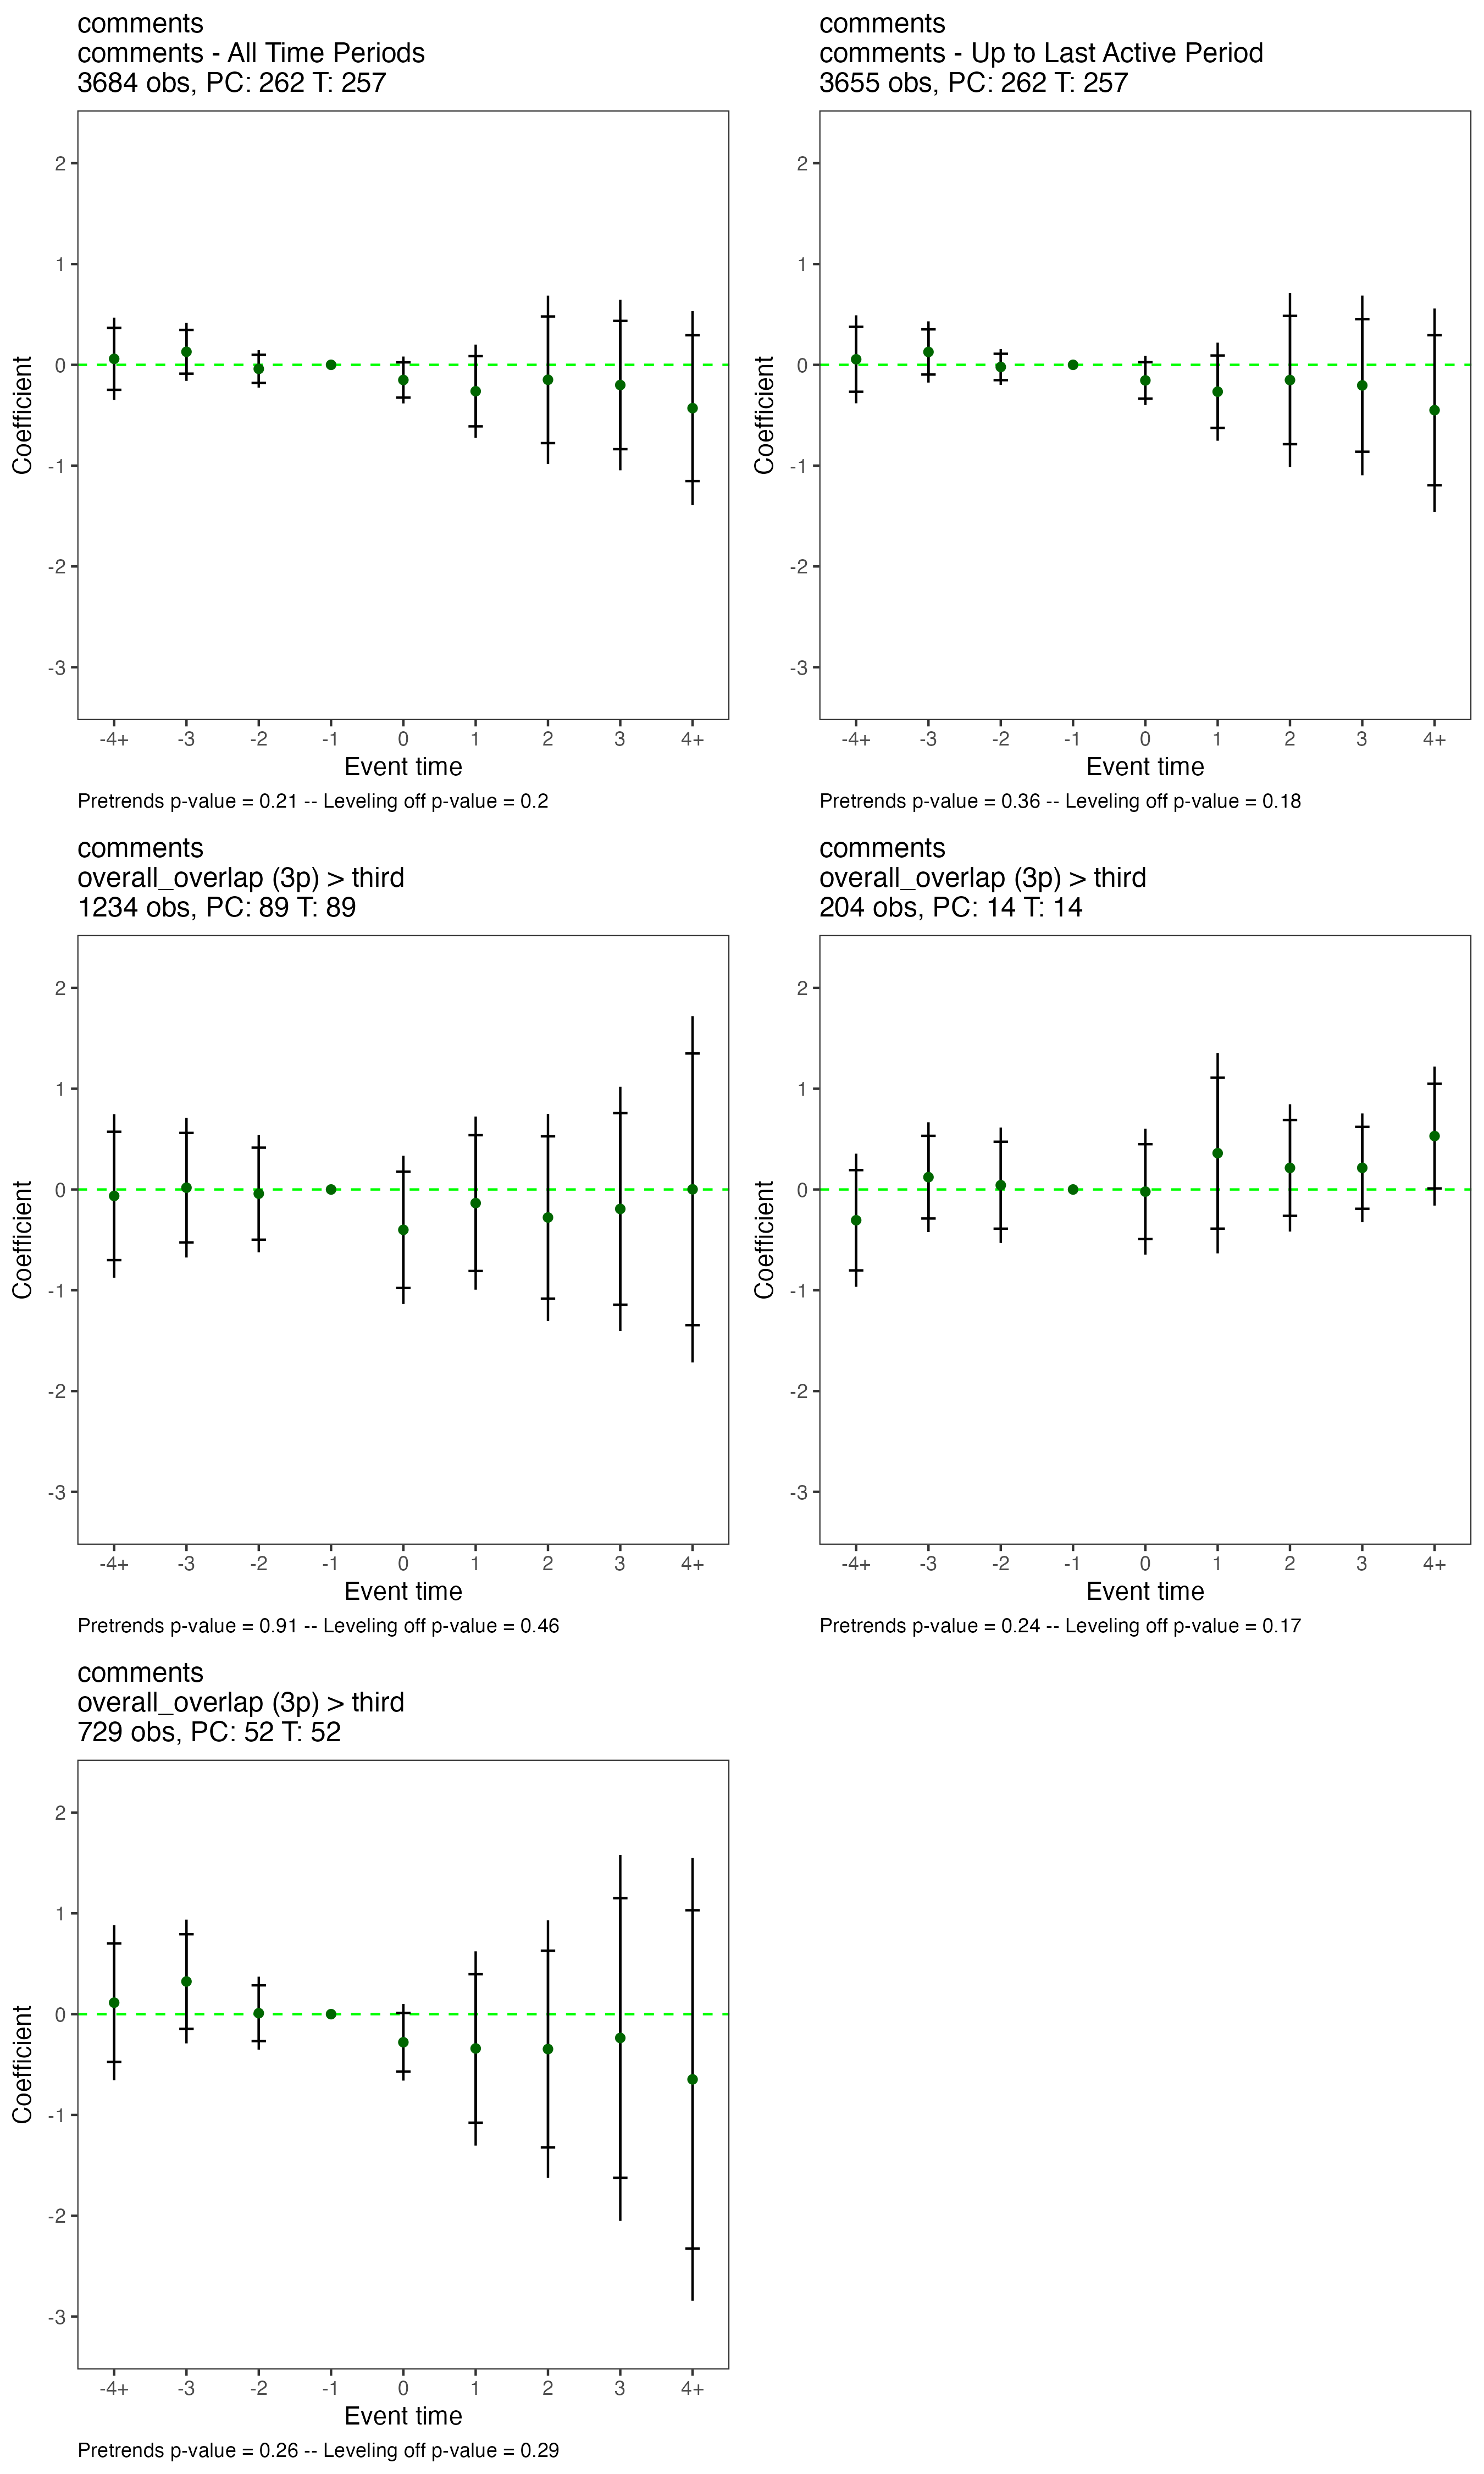 comments
comments - All Time Periods
3684 obs, PC: 262 T: 257
2
1
0
-1
-2
-3
Coefficient
-4+ -3 -2 -1 0 1 2 3 4+
Event time
Pretrends p-value = 0.21 -- Leveling off p-value = 0.2
comments
comments - Up to Last Active Period
3655 obs, PC: 262 T: 257
2
1
0
-1
-2
-3
Coefficient
-4+ -3 -2 -1 0 1 2 3 4+
Event time
Pretrends p-value = 0.36 -- Leveling off p-value = 0.18
comments
overall_overlap (3p) > third
1234 obs, PC: 89 T: 89
2
1
0
-1
-2
-3
Coefficient
-4+ -3 -2 -1 0 1 2 3 4+
Event time
Pretrends p-value = 0.91 -- Leveling off p-value = 0.46
comments
overall_overlap (3p) > third
204 obs, PC: 14 T: 14
2
1
0
-1
-2
-3
Coefficient
-4+ -3 -2 -1 0 1 2 3 4+
Event time
Pretrends p-value = 0.24 -- Leveling off p-value = 0.17
comments
overall_overlap (3p) > third
729 obs, PC: 52 T: 52
2
1
0
-1
-2
-3
Coefficient
-4+ -3 -2 -1 0 1 2 3 4+
Event time
Pretrends p-value = 0.26 -- Leveling off p-value = 0.29